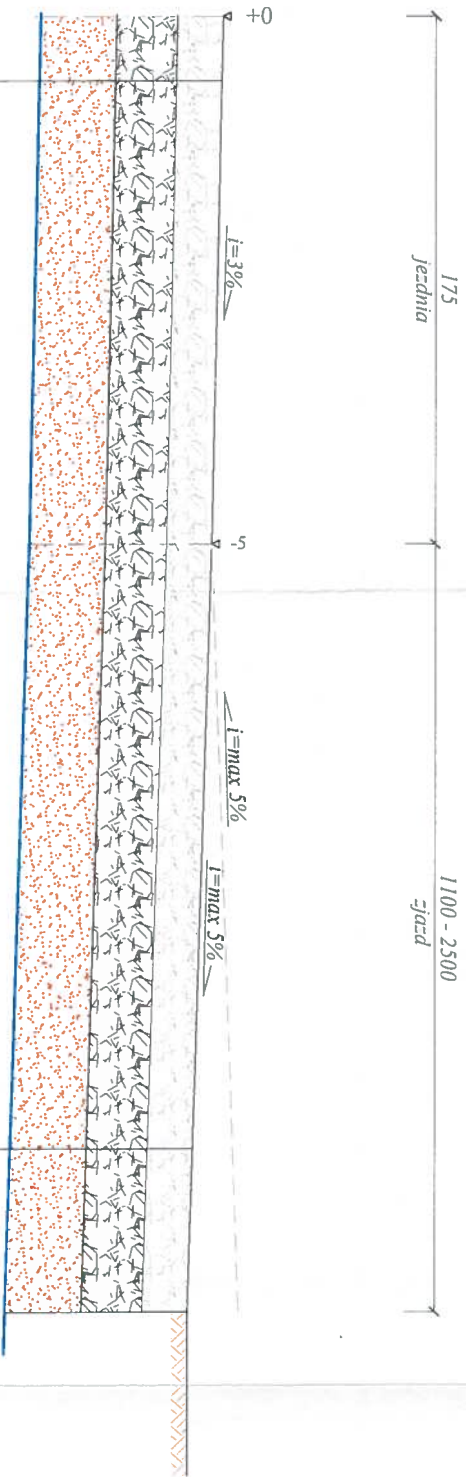 175
jezdnia
1100 - 2500
zjazd
+0
i=3%
-5
i=max 5%
i=max 5%